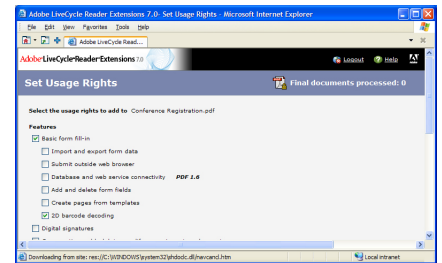 Adobe LiveCycle Reader Extensions 7.0- Set Usage Rights - Microsoft Internet Explorer
File Edit View Favorites Tools Help
Adobe LiveCycle Read...
Adobe LiveCycle Reader Extensions 7.0
Logout Help
Set Usage Rights
Final documents processed: 0
Select the usage rights to add to Conference Registration.pdf
Features
Basic form fill-in
Import and export form data
Submit outside web browser
Database and web service connectivity PDF 1.6
Add and delete form fields
Create pages from templates
2D barcode decoding
Digital signatures
Downloading from site: res://C:\WINDOWS\system32\shdoclc.dll/navcancl.htm
Local intranet